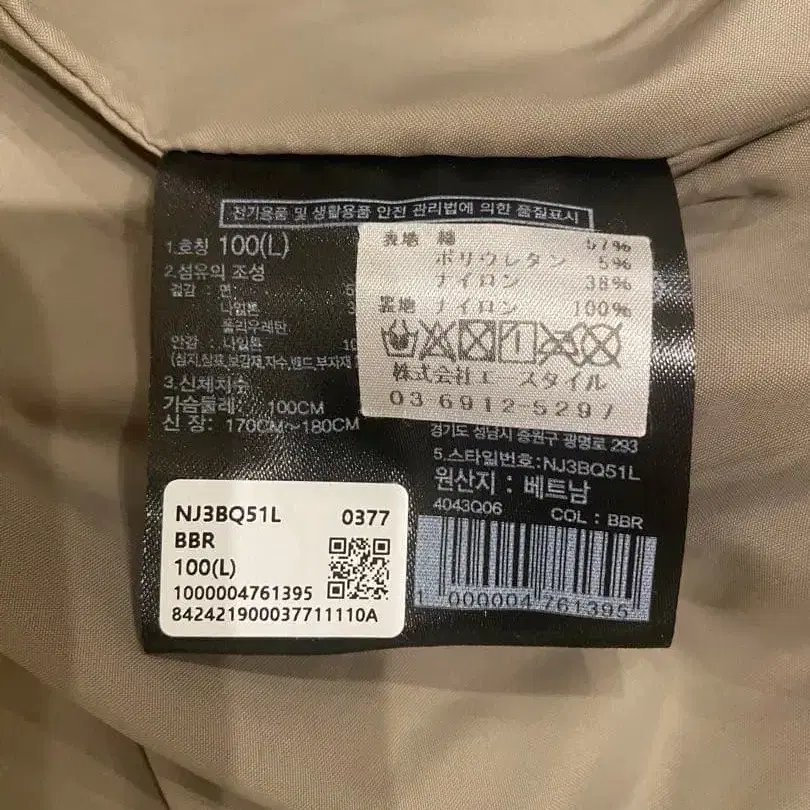 전기용품 및 생활용품 안전 관리법에 의한 품질표시
1.호칭 100(L)
2.섬유의 조성
겉감 : 면
나일론
폴리우레탄
안감 : 나일론
3.신체치수
가슴둘레: 100CM
신 장: 170CM~180CM
表地 綿 57%
ポリウレタン 5%
ナイロン 38%
裏地 ナイロン 100%
株式会社エースタイル
03 6912-5297
경기도 성남시 중원구 광명로 293
5.스타일번호:NJ3BQ51L
원산지 : 베트남
4043Q06 COL : BBR
1 000004 761395
NJ3BQ51L 0377
BBR
100(L)
1000004761395
842421900037711110A